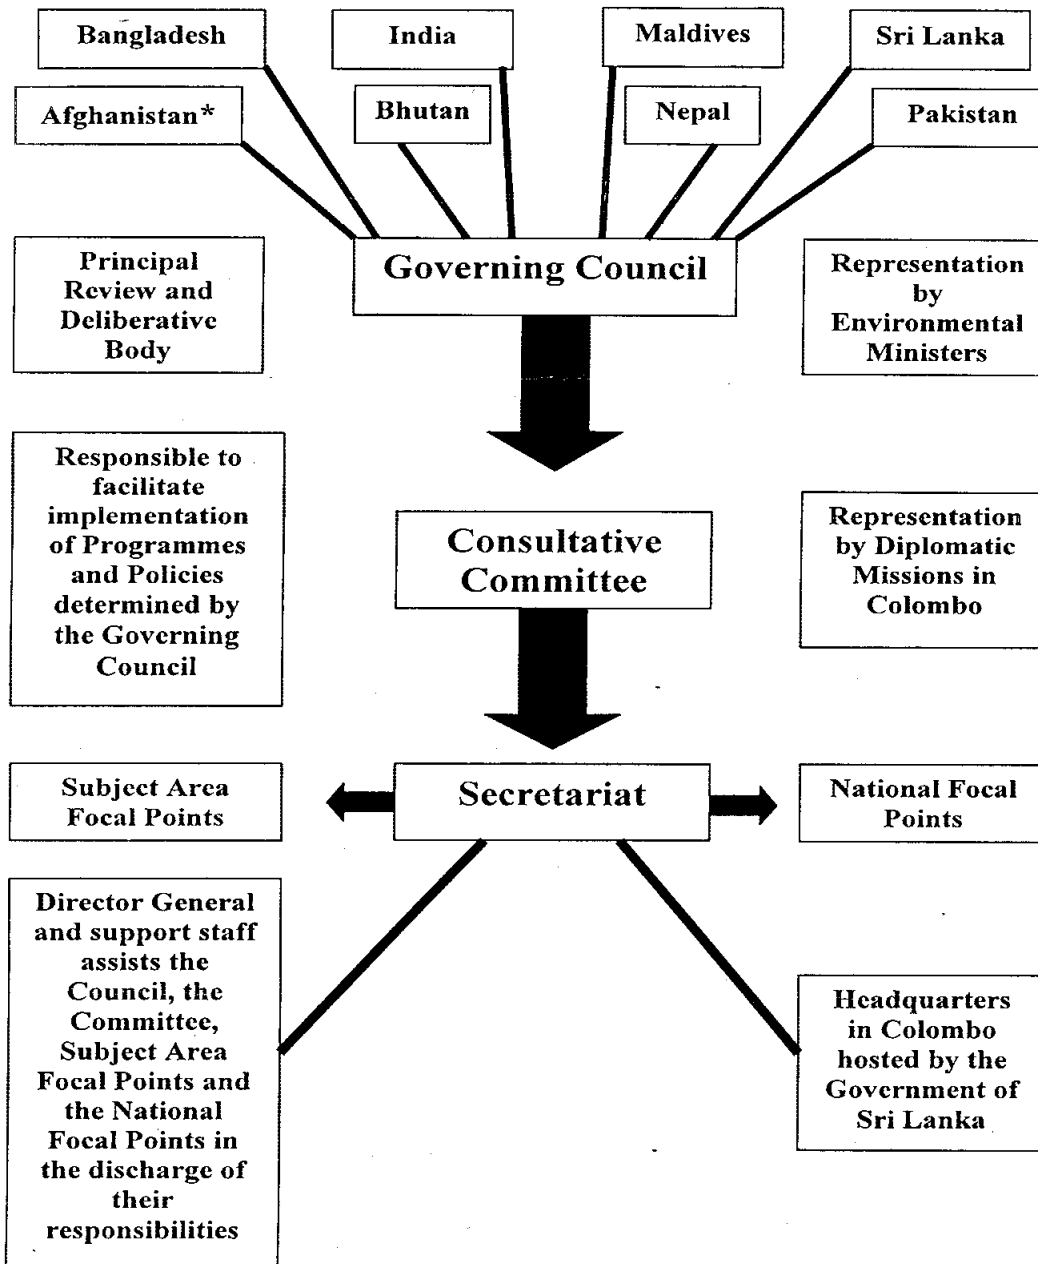 Bangladesh
India
Maldives
Sri Lanka
Afghanistan*
Bhutan
Nepal
Pakistan
Principal
Review and
Deliberative
Body
Governing Council
Representation
by
Environmental
Ministers
Responsible to
facilitate
implementation
of Programmes
and Policies
determined by
the Governing
Council
Consultative
Committee
Representation
by Diplomatic
Missions in
Colombo
Subject Area
Focal Points
Secretariat
National Focal
Points
Director General
and support staff
assists the
Council, the
Committee,
Subject Area
Focal Points and
the National
Focal Points in
the discharge of
their
responsibilities
Headquarters
in Colombo
hosted by the
Government of
Sri Lanka